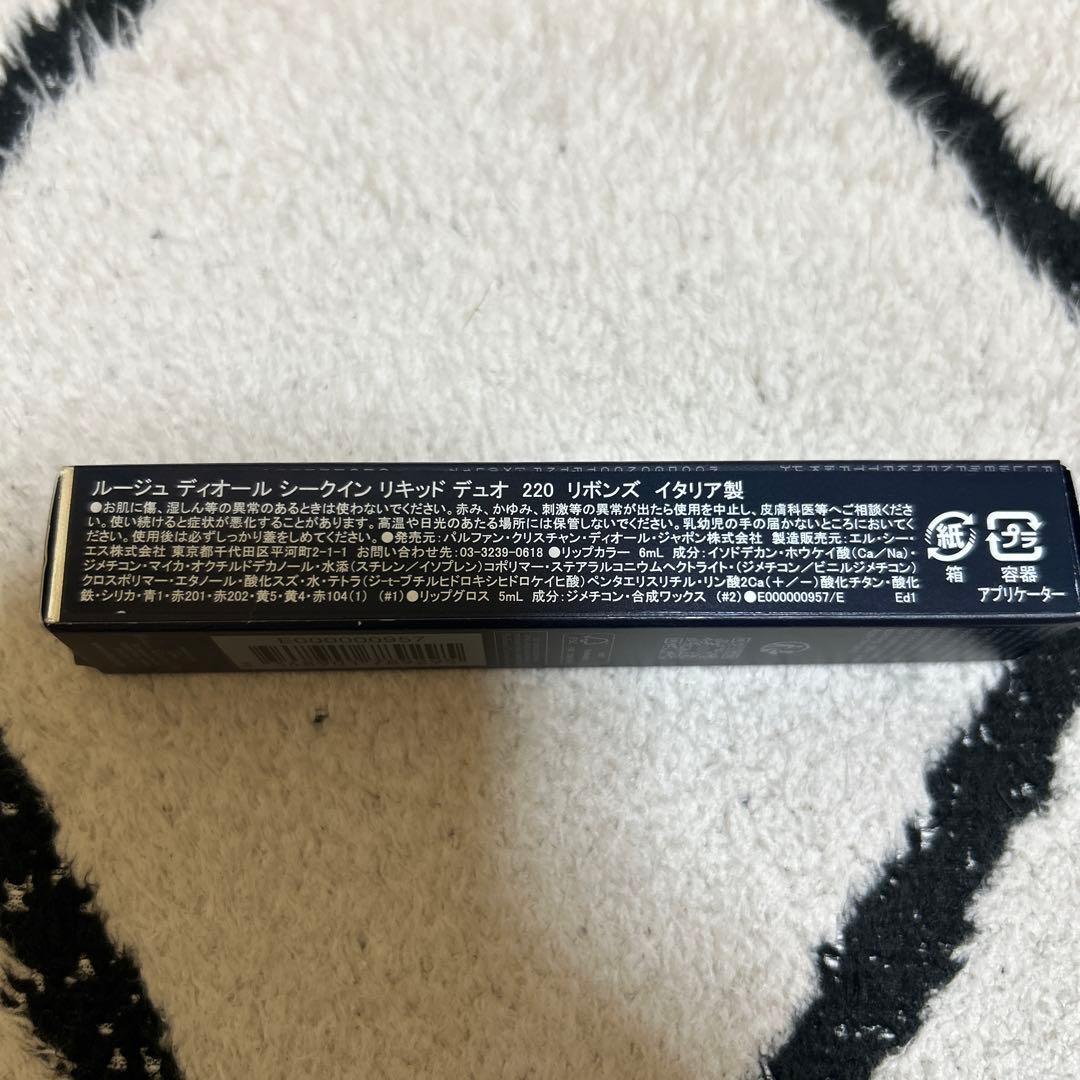 ルージュ ディオール シークイン リキッド デュオ 220 リボンズ イタリア製
●お肌に傷、湿しん等の異常のあるときは使わないでください。赤み、かゆみ、刺激等の異常が出たら使用を中止し、皮膚科医等へご相談くださ
い。使い続けると症状が悪化することがあります。高温や日光のあたる場所には保管しないでください。乳幼児の手の届かないところにおいてく
ださい。使用後は必ずしっかり蓋をしめてください。●発売元:パルファン・クリスチャン・ディオール・ジャポン株式会社 製造販売元:エル・シー・
エス株式会社 東京都千代田区平河町2-1-1 お問い合わせ先:03-3239-0618 ●リップカラー 6mL 成分:イソドデカン・ホウケイ酸(Ca/Na)・
ジメチコン・マイカ・オクチルドデカノール・水添(スチレン/イソプレン)コポリマー・ステアラルコニウムヘクトライト・(ジメチコン/ビニルジメチコン)
クロスポリマー・エタノール・酸化スズ・水・テトラ(ジ-t-ブチルヒドロキシヒドロケイヒ酸)ペンタエリスリチル・リン酸2Ca(+/-)酸化チタン・酸化
鉄・シリカ・青1・赤201・赤202・黄5・黄4・赤104(1) (#1)●リップグロス 5mL 成分:ジメチコン・合成ワックス (#2)●E000000957/E Ed1
紙
箱
プラ
容器
アプリケーター
E000000957